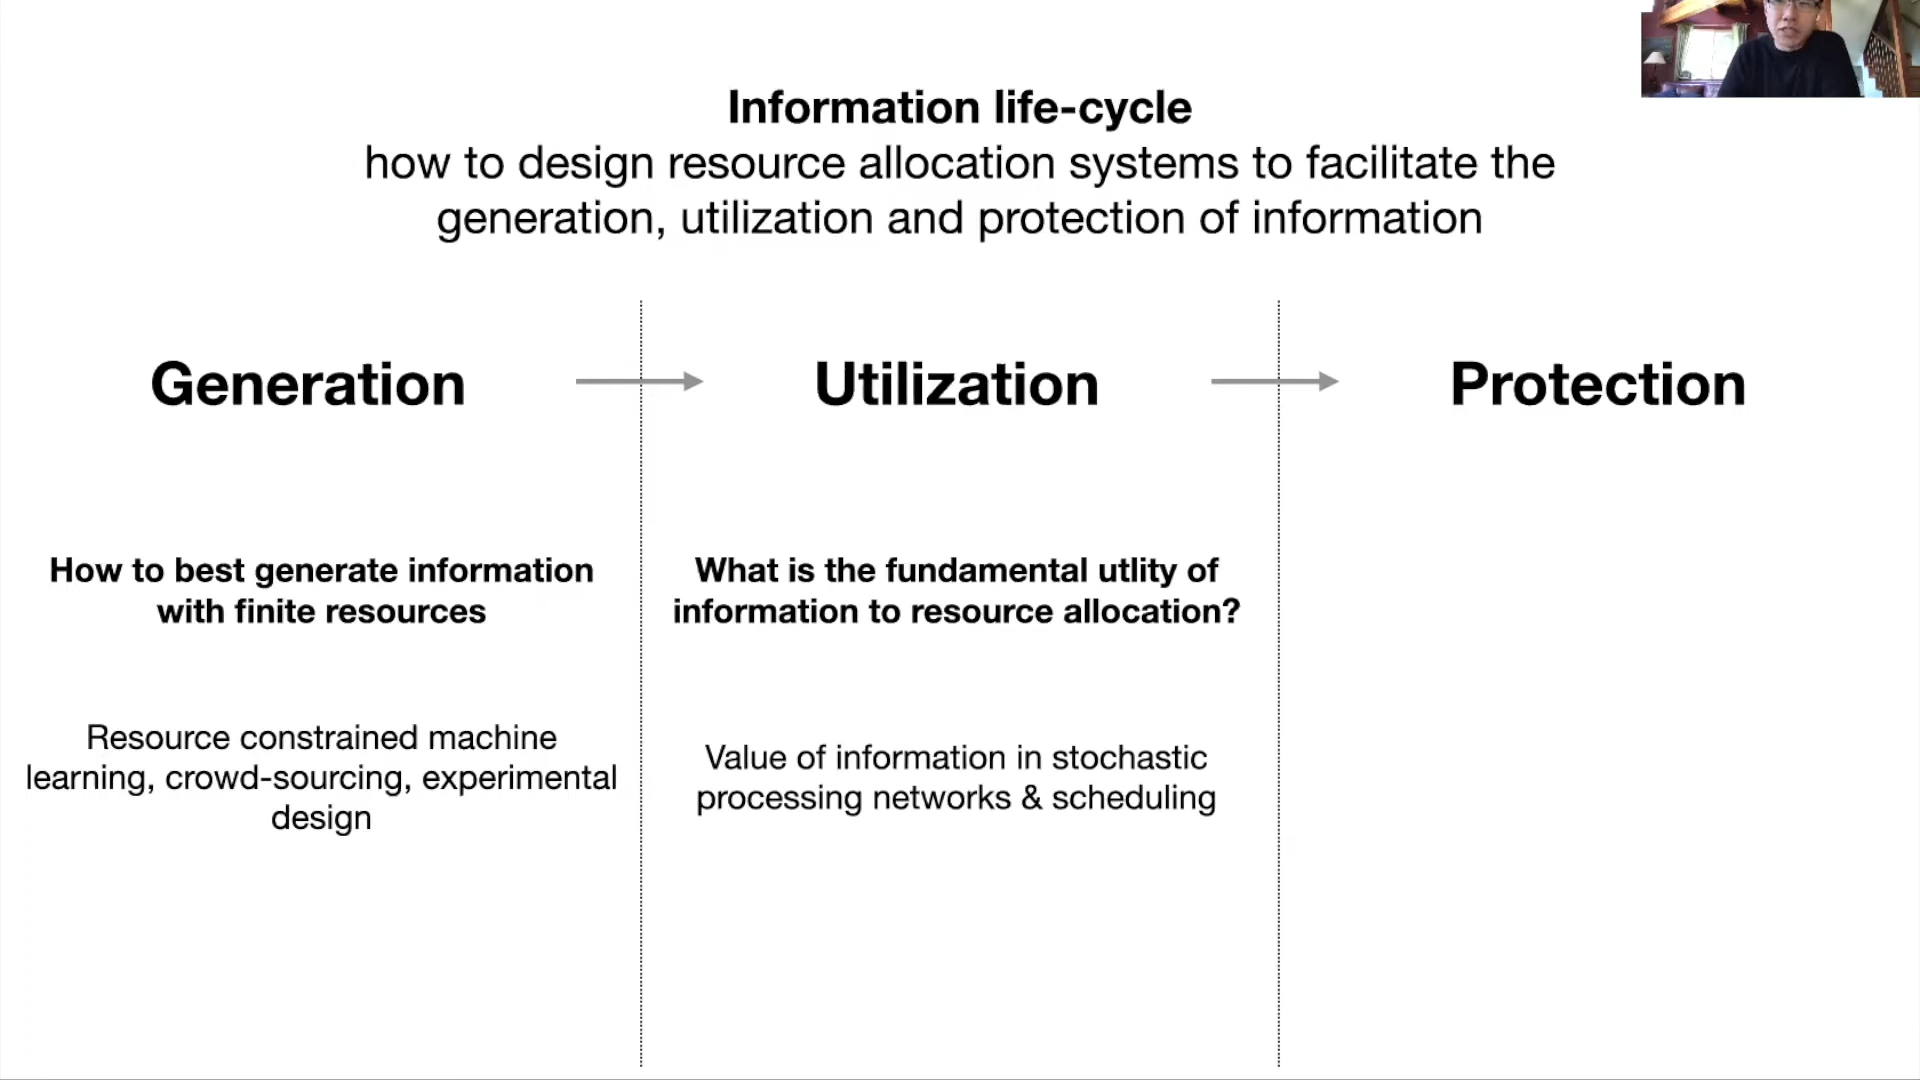 Information life-cycle
how to design resource allocation systems to facilitate the
generation, utilization and protection of information
Generation
Utilization
Protection
How to best generate information
with finite resources
What is the fundamental utlity of
information to resource allocation?
Resource constrained machine
learning, crowd-sourcing, experimental
design
Value of information in stochastic
processing networks & scheduling